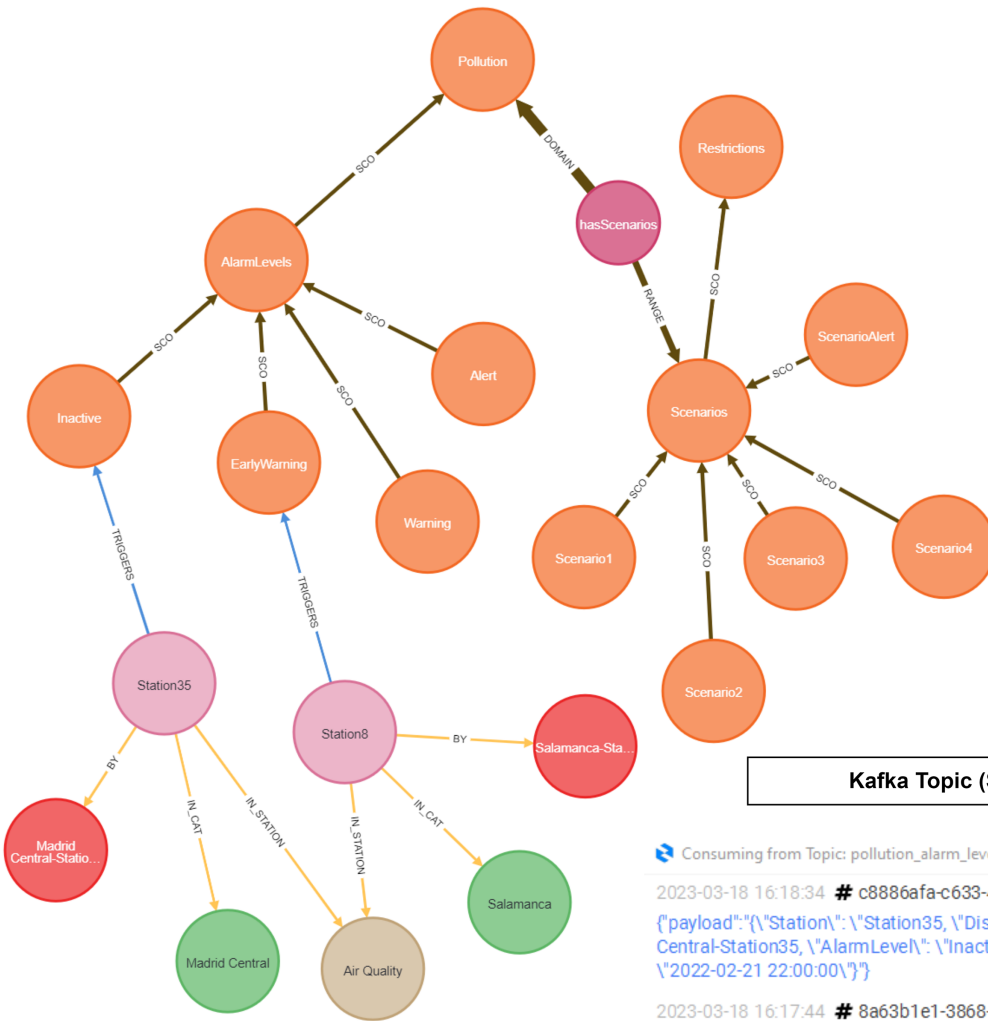 Pollution
Restrictions
SCO
DOMAIN
hasScenarios
AlarmLevels
SCO
RANGE
ScenarioAlert
SCO
SCO
SCO
Alert
SCO
Inactive
SCO
SCO
Scenarios
EarlyWarning
Warning
SCO
SCO
SCO
TRIGGERS
Scenario1
SCO
Scenario3
Scenario4
TRIGGERS
Station35
Scenario2
Station8
BY
Salamanca-Sta...
BY
IN_CAT
IN_STATION
IN_STATION
IN_CAT
Kafka Topic (
Madrid
Central-Statio...
Consuming from Topic: pollution_alarm_leve
Salamanca
2023-03-18 16:18:34 # c8886afa-c633-
{"payload":"{\"Station\": \"Station35, \"Dis
Central-Station35, \"AlarmLevel\": \"Inact
\"2022-02-21 22:00:00\"}"}
Madrid Central
Air Quality
2023-03-18 16:17:44 # 8a63b1e1-3868-